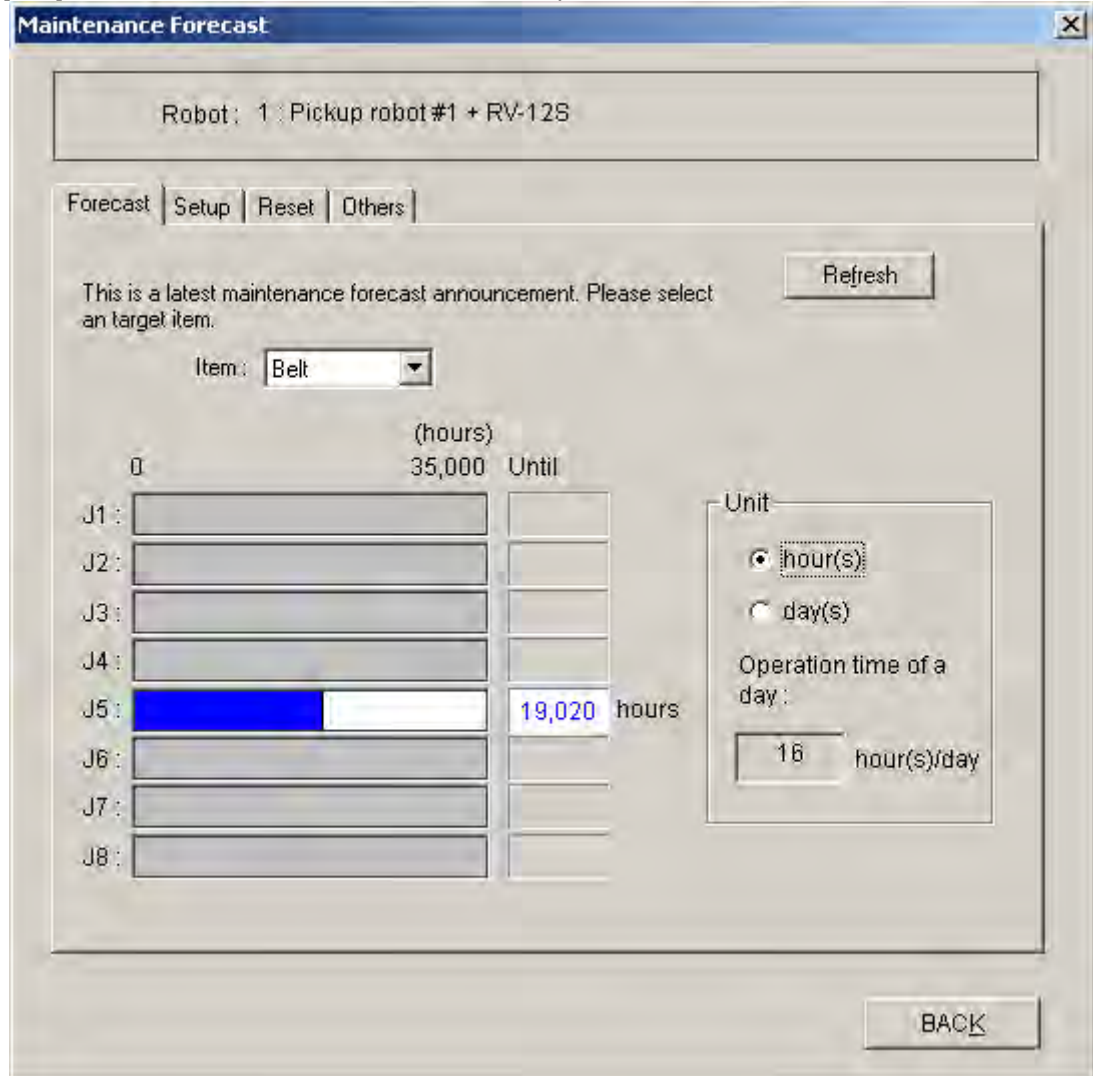 Maintenance Forecast
Robot : 1 : Pickup robot #1 + RV-12S
Forecast Setup Reset Others
Refresh
This is a latest maintenance forecast announcement. Please select
an target item.
Item : Belt
(hours)
0 35,000 Until
J1 :
J2 :
J3 :
J4 :
J5 : 19,020 hours
J6 :
J7 :
J8 :
Unit
hour(s)
day(s)
Operation time of a
day :
16 hour(s)/day
BACK